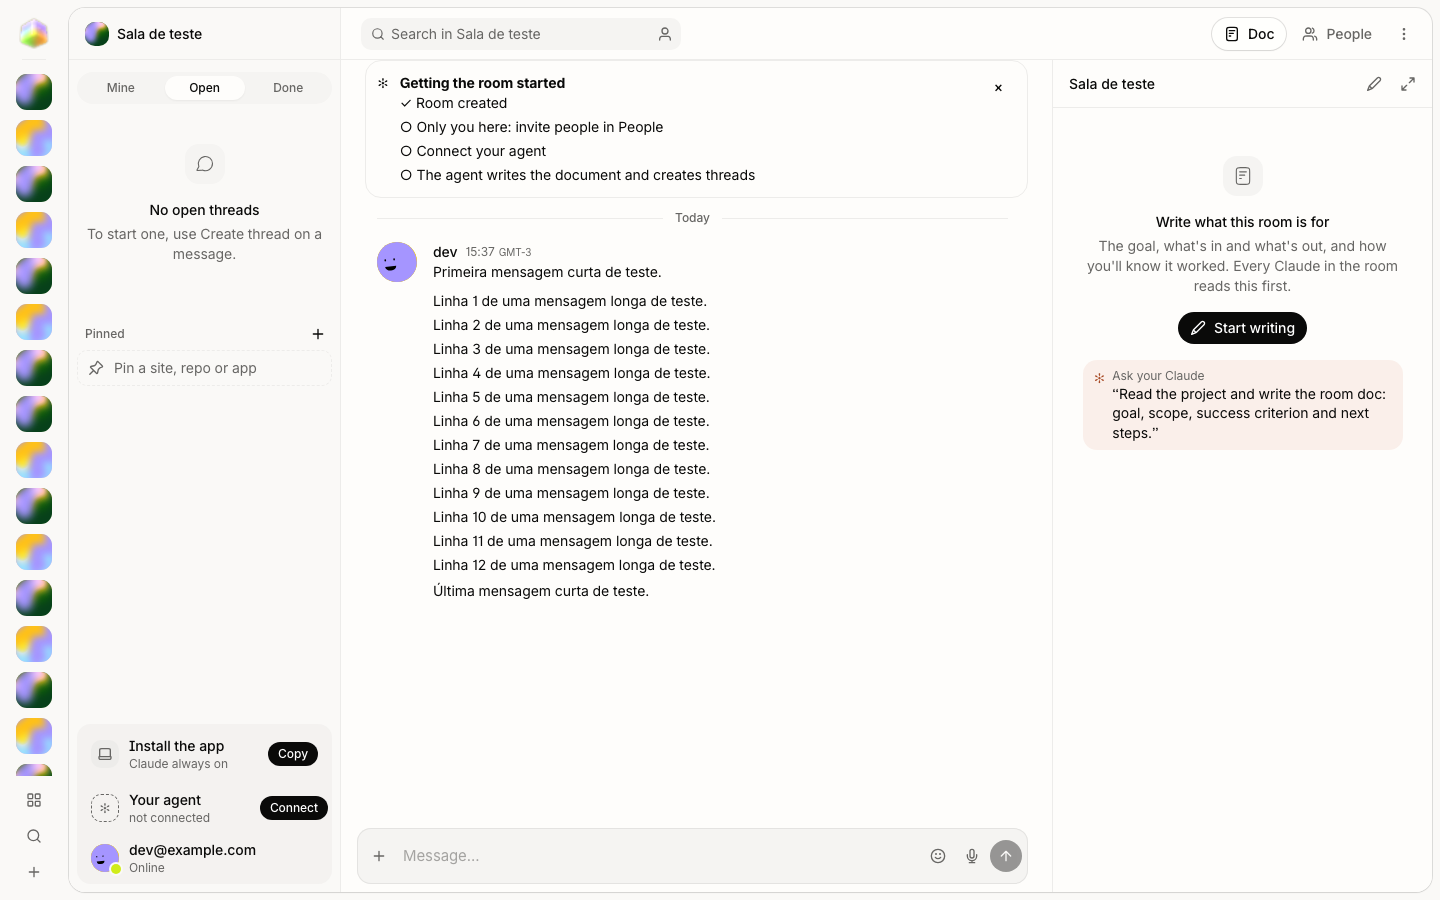 Sala de teste
Search in Sala de teste
Doc
People
Mine
Open
Done
No open threads
To start one, use Create thread on a
message.
Pinned
Pin a site, repo or app
Install the app
Claude always on
Copy
Your agent
not connected
Connect
dev@example.com
Online
Getting the room started
✓ Room created
Only you here: invite people in People
Connect your agent
The agent writes the document and creates threads
Today
dev 15:37 GMT-3
Primeira mensagem curta de teste.
Linha 1 de uma mensagem longa de teste.
Linha 2 de uma mensagem longa de teste.
Linha 3 de uma mensagem longa de teste.
Linha 4 de uma mensagem longa de teste.
Linha 5 de uma mensagem longa de teste.
Linha 6 de uma mensagem longa de teste.
Linha 7 de uma mensagem longa de teste.
Linha 8 de uma mensagem longa de teste.
Linha 9 de uma mensagem longa de teste.
Linha 10 de uma mensagem longa de teste.
Linha 11 de uma mensagem longa de teste.
Linha 12 de uma mensagem longa de teste.
Última mensagem curta de teste.
Message...
Sala de teste
Write what this room is for
The goal, what's in and what's out, and how
you'll know it worked. Every Claude in the room
reads this first.
Start writing
Ask your Claude
“Read the project and write the room doc:
goal, scope, success criterion and next
steps.”